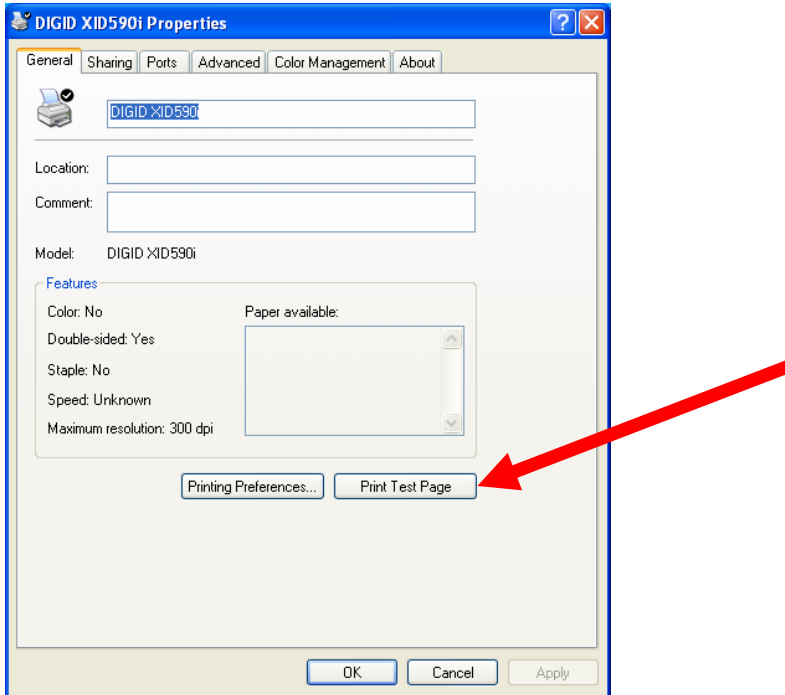 DIGID XID590i Properties
?
General Sharing Ports Advanced Color Management About
DIGID XID590i
Location:
Comment:
Model: DIGID XID590i
Features
Color: No Paper available:
Double-sided: Yes
Staple: No
Speed: Unknown
Maximum resolution: 300 dpi
Printing Preferences... Print Test Page
OK Cancel Apply